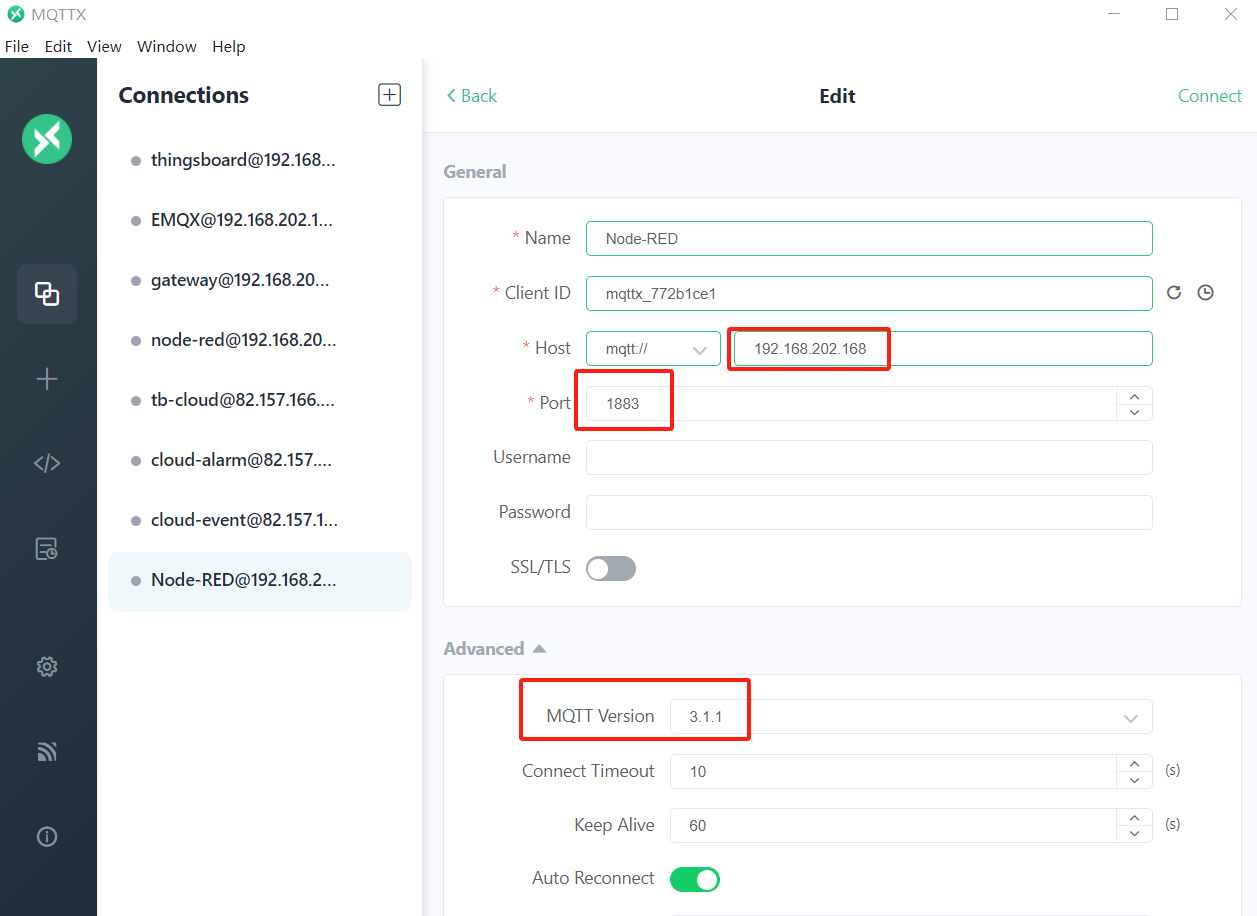 MQTTX
File Edit View Window Help
Connections
thingsboard@192.168...
EMQX@192.168.202.1...
gateway@192.168.20...
node-red@192.168.20...
tb-cloud@82.157.166....
cloud-alarm@82.157....
cloud-event@82.157.1...
Node-RED@192.168.2...
Back Edit Connect
General
* Name Node-RED
* Client ID mqttx_772b1ce1
* Host mqtt:// 192.168.202.168
* Port 1883
Username
Password
SSL/TLS
Advanced
MQTT Version 3.1.1
Connect Timeout 10 (s)
Keep Alive 60 (s)
Auto Reconnect